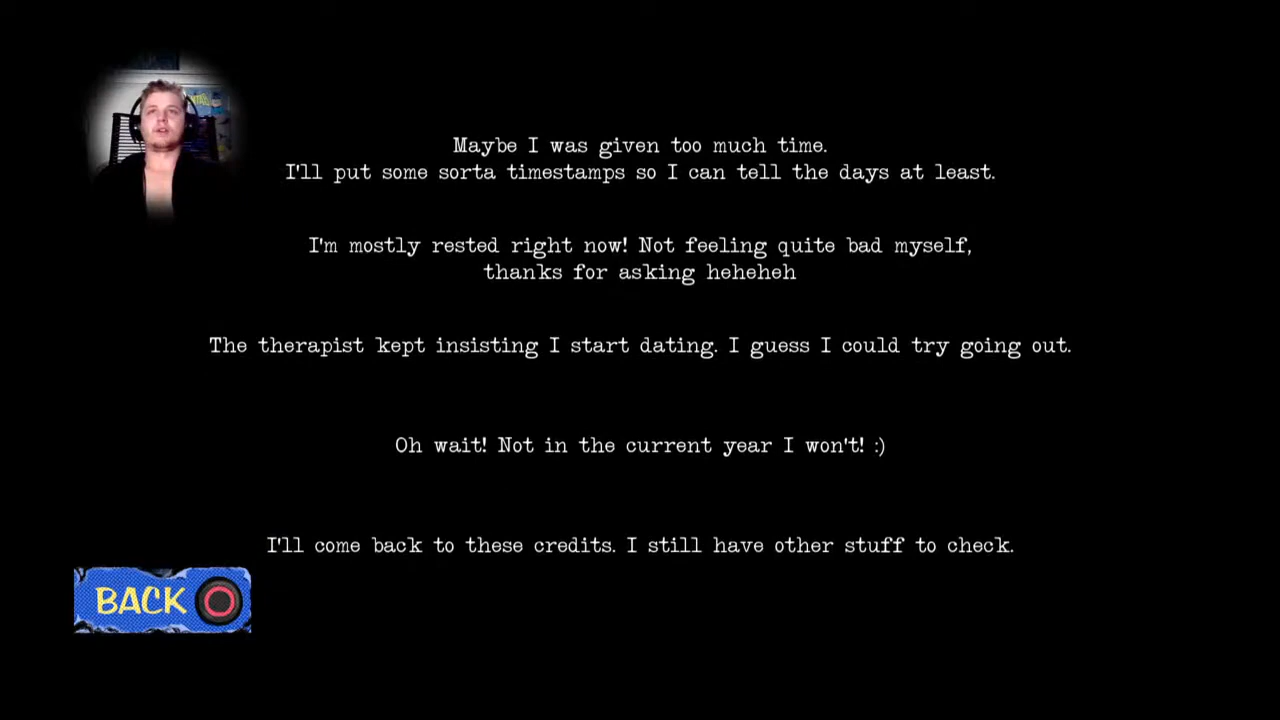 Maybe I was given too much time.
I'll put some sorta timestamps so I can tell the days at least.
I'm mostly rested right now! Not feeling quite bad myself,
thanks for asking heheheh
The therapist kept insisting I start dating. I guess I could try going out.
Oh wait! Not in the current year I won't! :)
I'll come back to these credits. I still have other stuff to check.
BACK